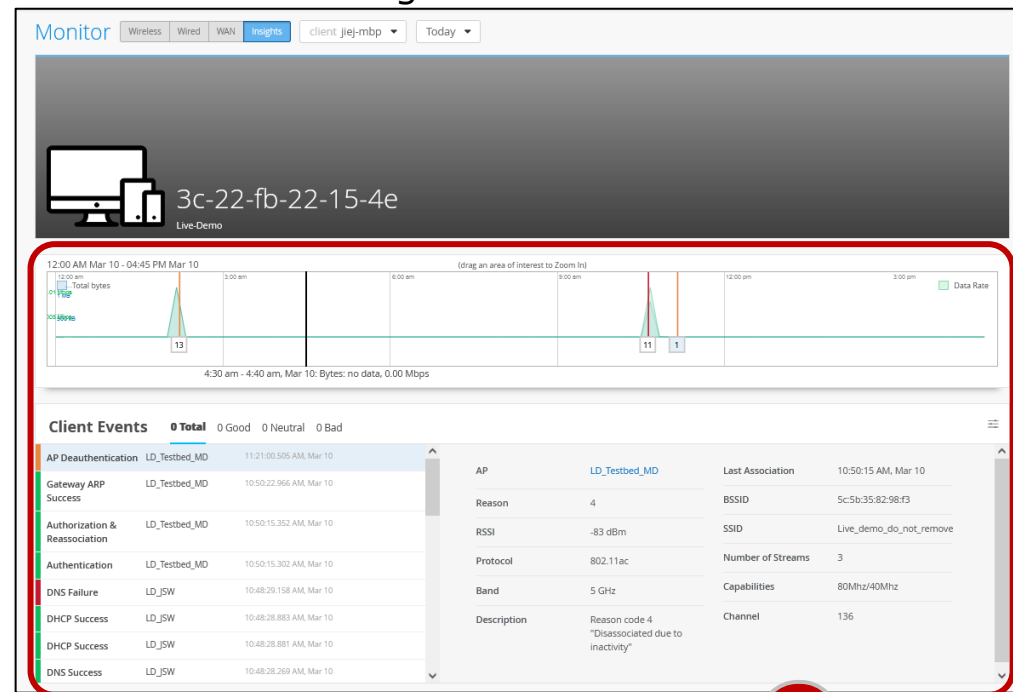 Monitor Wireless Wired WAN Insights client jiej-mbp Today
3c-22-fb-22-15-4e
Live-Demo
12:00 AM Mar 10 - 04:45 PM Mar 10 (drag an area of interest to Zoom In)
12:00 am 3:00 am 6:00 am 9:00 am 12:00 pm 3:00 pm
Total bytes Data Rate
13 11 1
4:30 am - 4:40 am, Mar 10: Bytes: no data, 0.00 Mbps
Client Events 0 Total 0 Good 0 Neutral 0 Bad
AP Deauthentication LD_Testbed_MD 11:21:00.505 AM, Mar 10
Gateway ARP Success LD_Testbed_MD 10:50:22.966 AM, Mar 10
Authorization & Reassociation LD_Testbed_MD 10:50:15.352 AM, Mar 10
Authentication LD_Testbed_MD 10:50:15.302 AM, Mar 10
DNS Failure LD_JSW 10:48:29.158 AM, Mar 10
DHCP Success LD_JSW 10:48:28.883 AM, Mar 10
DHCP Success LD_JSW 10:48:28.881 AM, Mar 10
DNS Success LD_JSW 10:48:28.269 AM, Mar 10
AP LD_Testbed_MD
Reason 4
RSSI -83 dBm
Protocol 802.11ac
Band 5 GHz
Description Reason code 4
"Disassociated due to
inactivity"
Last Association 10:50:15 AM, Mar 10
BSSID 5c:5b:35:82:98:f3
SSID Live_demo_do_not_remove
Number of Streams 3
Capabilities 80Mhz/40Mhz
Channel 136